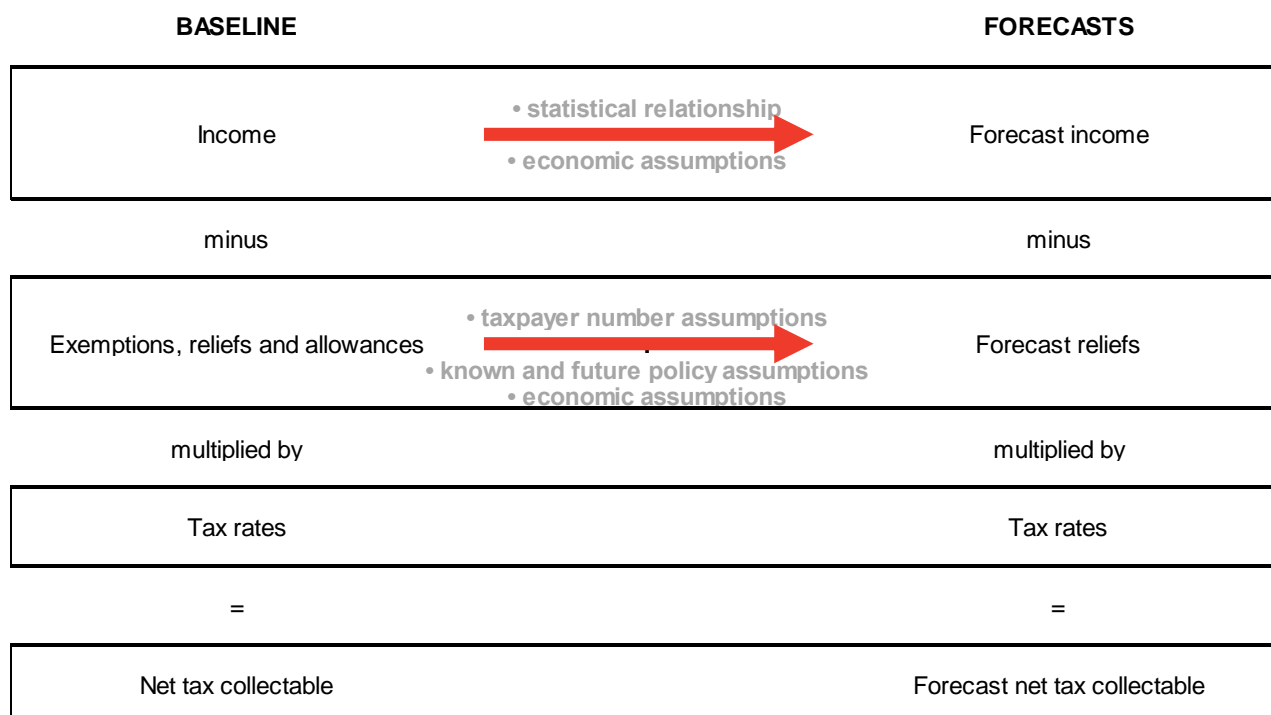 BASELINE FORECASTS
• statistical relationship
Income Forecast income
• economic assumptions
minus minus
• taxpayer number assumptions
Exemptions, reliefs and allowances Forecast reliefs
• known and future policy assumptions
• economic assumptions
multiplied by multiplied by
Tax rates Tax rates
= =
Net tax collectable Forecast net tax collectable